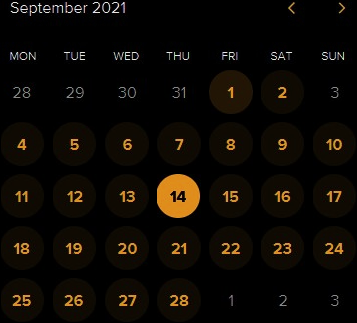 September 2021
MON TUE WED THU FRI SAT SUN
28 29 30 31 1 2 3
4 5 6 7 8 9 10
11 12 13 14 15 16 17
18 19 20 21 22 23 24
25 26 27 28 1 2 3